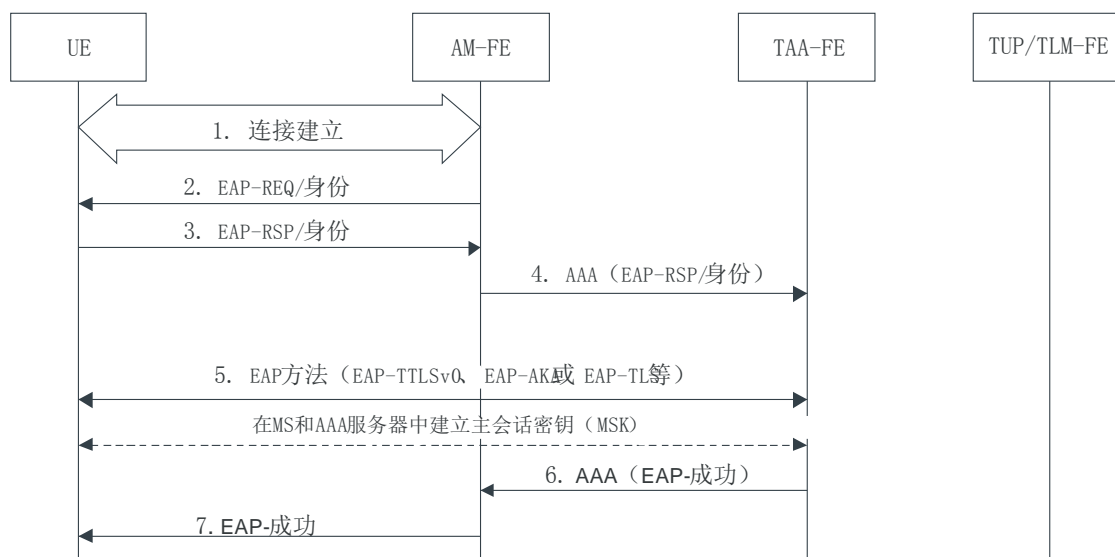 UE
AM-FE
TAA-FE
TUP/TLM-FE
1. 连接建立
2. EAP-REQ/身份
3. EAP-RSP/身份
4. AAA（EAP-RSP/身份）
5. EAP方法（EAP-TTLSv0、EAP-AKA或 EAP-TLS等）
在MS和AAA服务器中建立主会话密钥（MSK）
6. AAA（EAP-成功）
7. EAP-成功